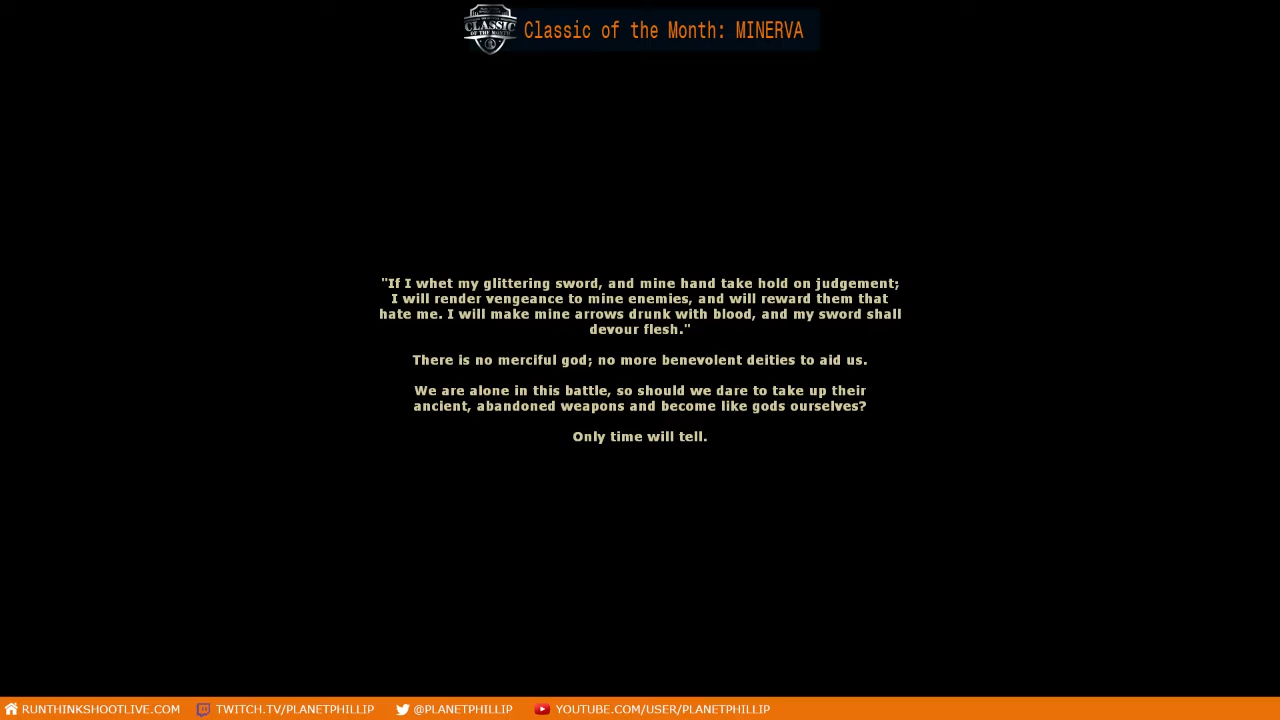 CLASSIC
OF THE MONTH
Classic of the Month: MINERVA
"If I whet my glittering sword, and mine hand take hold on judgement;
I will render vengeance to mine enemies, and will reward them that
hate me. I will make mine arrows drunk with blood, and my sword shall
devour flesh."
There is no merciful god; no more benevolent deities to aid us.
We are alone in this battle, so should we dare to take up their
ancient, abandoned weapons and become like gods ourselves?
Only time will tell.
RUNTHINKSHOOTLIVE.COM TWITCH.TV/PLANETPHILLIP @PLANETPHILLIP YOUTUBE.COM/USER/PLANETPHILLIP